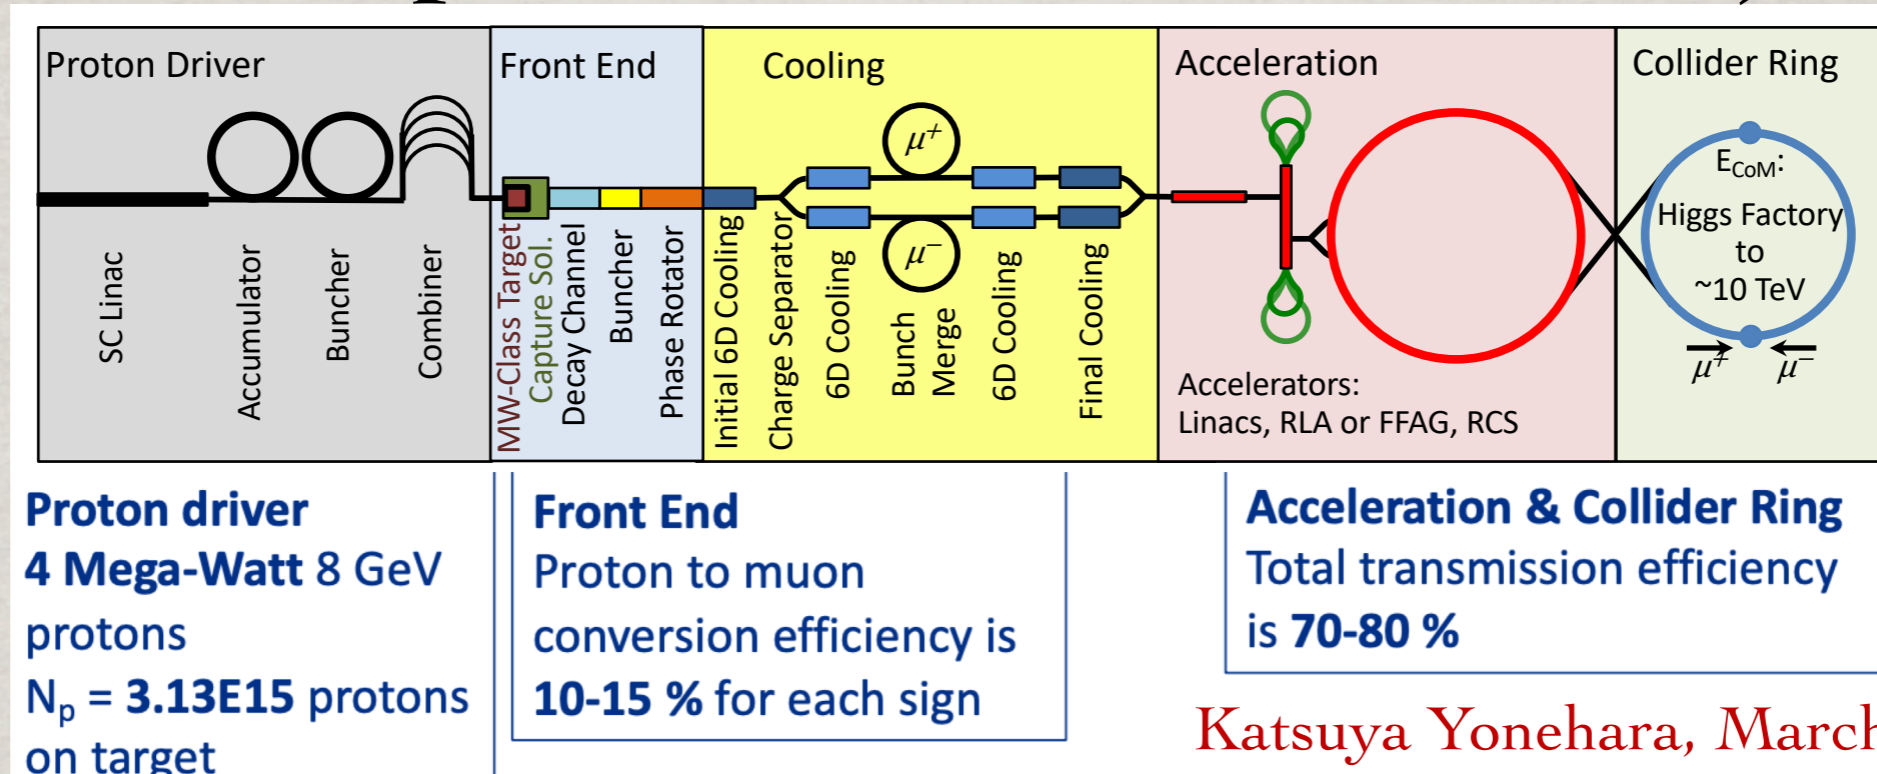 Proton Driver
Front End
Cooling
Acceleration
Collider Ring
SC Linac
Accumulator
Buncher
Combiner
MW-Class Target
Capture Sol.
Decay Channel
Buncher
Phase Rotator
Initial 6D Cooling
Charge Separator
6D Cooling
μ+
μ−
Bunch
Merge
6D Cooling
Final Cooling
Accelerators:
Linacs, RLA or FFAG, RCS
ECoM:
Higgs Factory
to
~10 TeV
μ+ μ−
Proton driver
4 Mega-Watt 8 GeV
protons
Np = 3.13E15 protons
on target
Front End
Proton to muon
conversion efficiency is
10-15 % for each sign
Acceleration & Collider Ring
Total transmission efficiency
is 70-80 %
Katsuya Yonehara, March